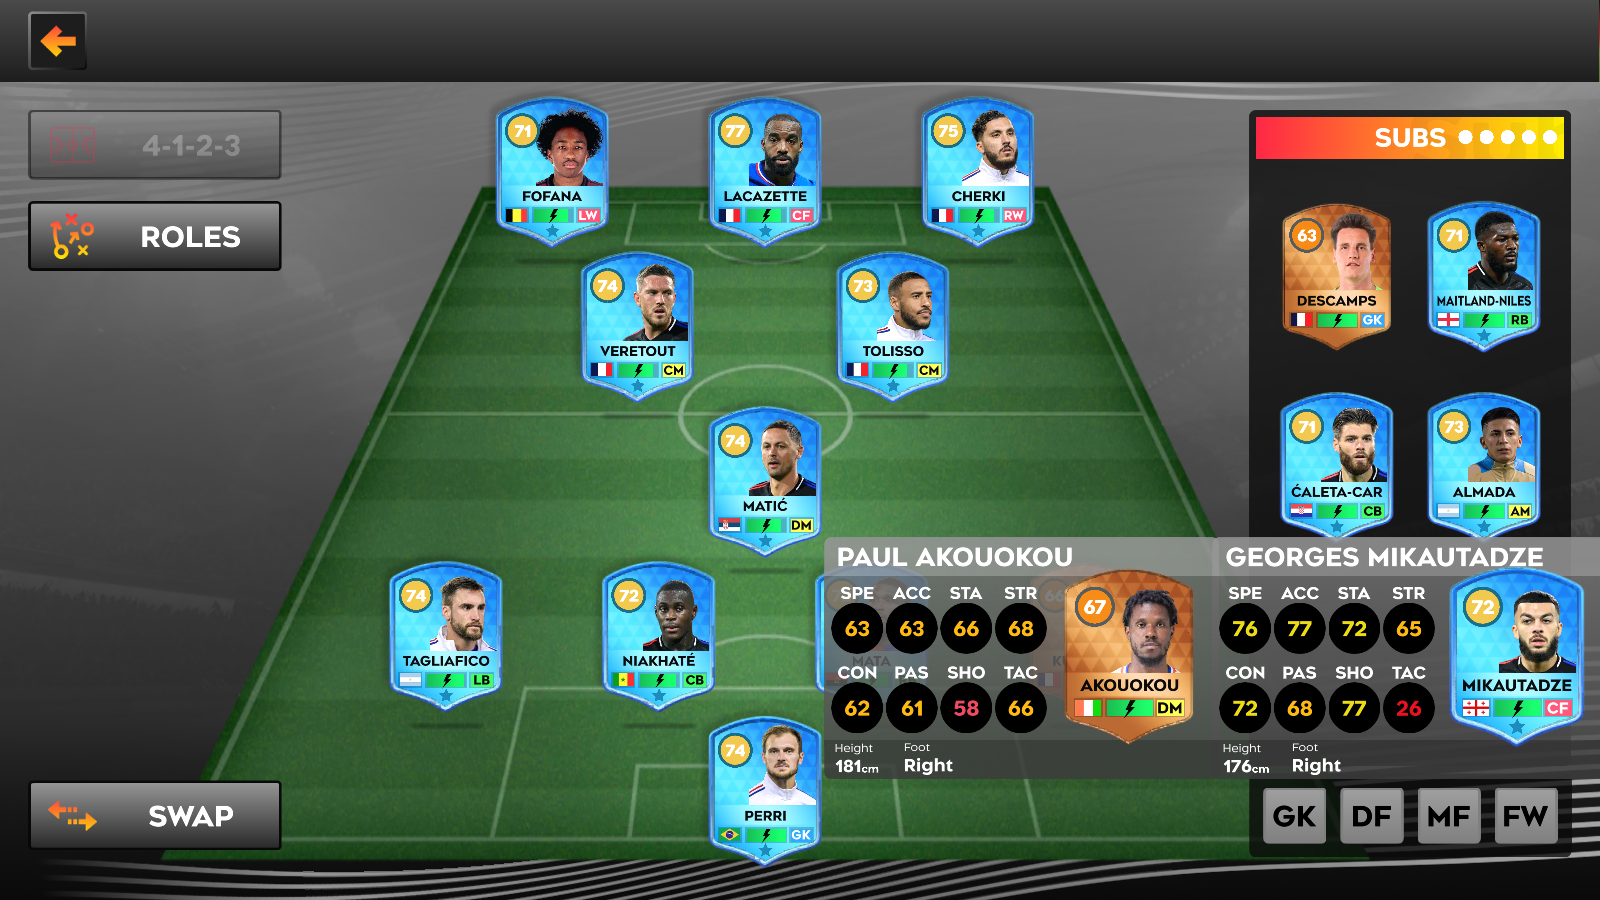 4-1-2-3
ROLES
SWAP
71
FOFANA
LW
77
LACAZETTE
CF
75
CHERKI
RW
74
VERETOUT
CM
73
TOLISSO
CM
74
MATIĆ
DM
74
TAGLIAFICO
LB
72
NIAKHATÉ
CB
MATA
66
74
PERRI
GK
SUBS
63
DESCAMPS
GK
71
MAITLAND-NILES
RB
71
ĆALETA-CAR
CB
73
ALMADA
AM
PAUL AKOUOKOU
SPE ACC STA STR
63 63 66 68
CON PAS SHO TAC
62 61 58 66
Height Foot
181cm Right
67
AKOUOKOU
DM
GEORGES MIKAUTADZE
SPE ACC STA STR
76 77 72 65
CON PAS SHO TAC
72 68 77 26
Height Foot
176cm Right
72
MIKAUTADZE
CF
GK DF MF FW